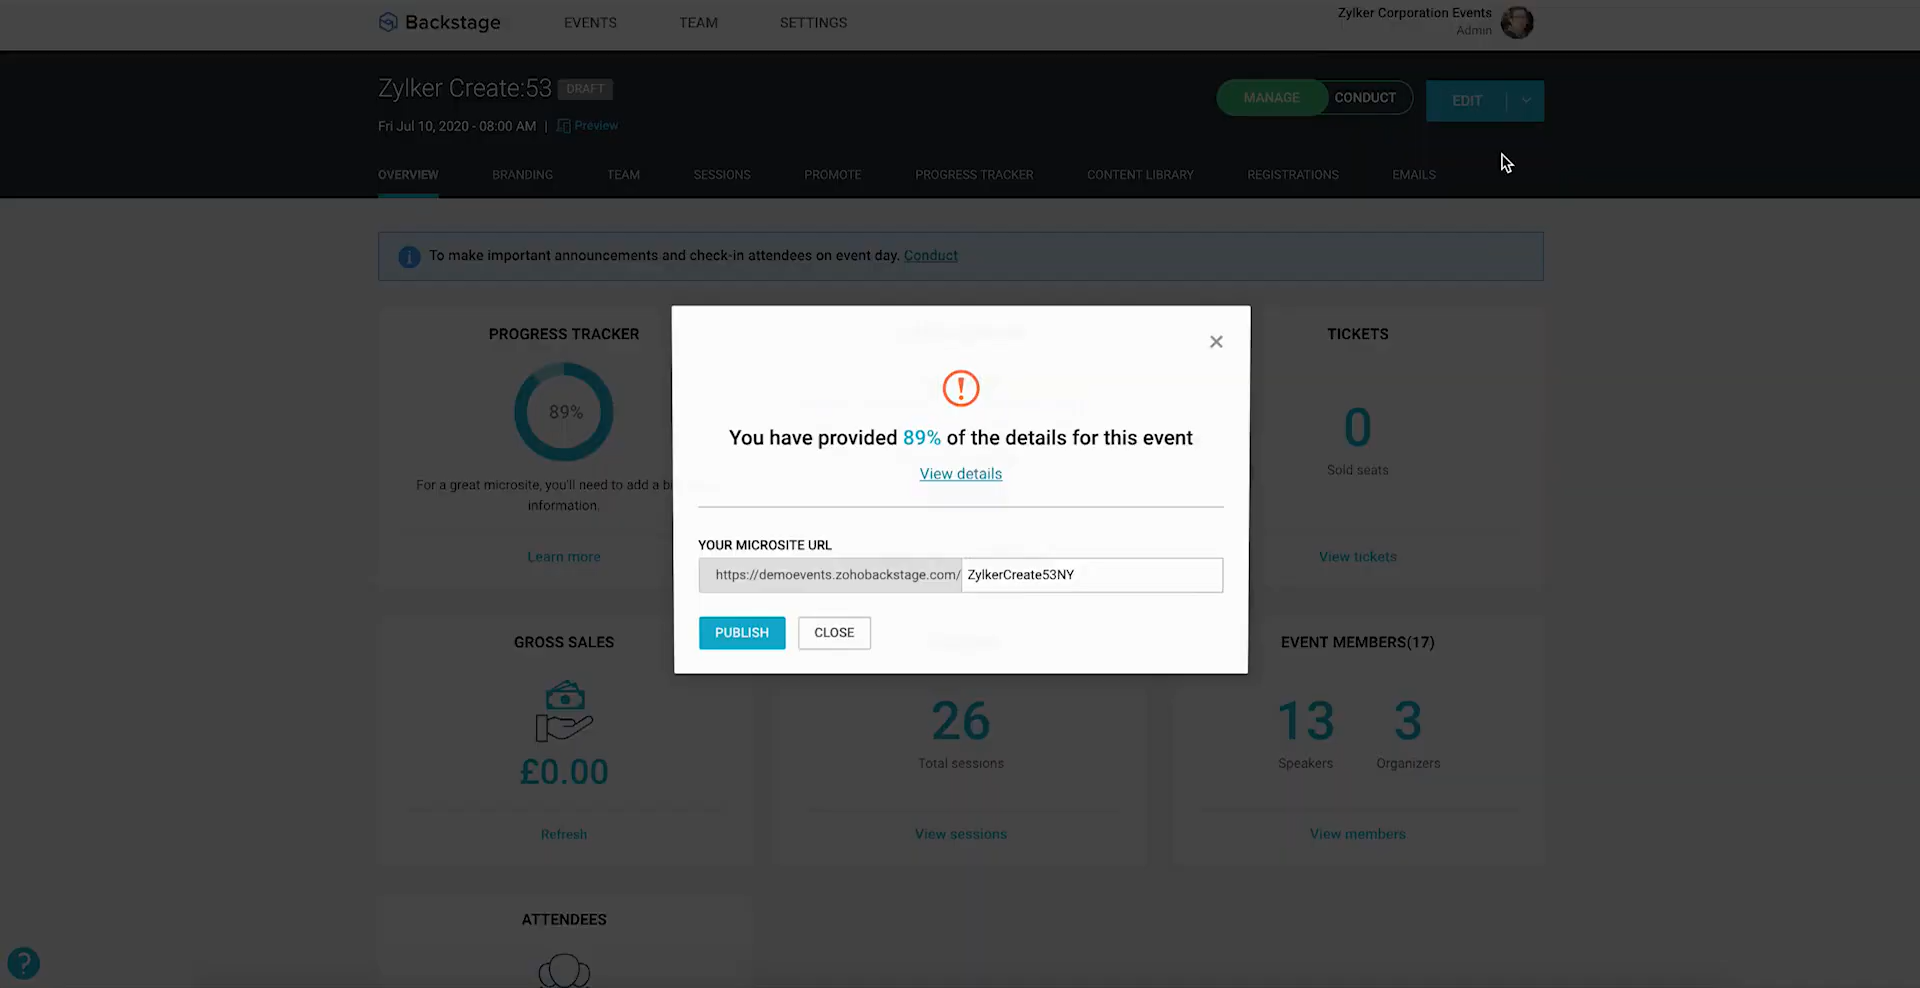 Backstage
EVENTS
TEAM
SETTINGS
Zylker Corporation Events
Admin
Zylker Create:53
DRAFT
MANAGE
CONDUCT
EDIT
Fri Jul 10, 2020 - 08:00 AM |
Preview
OVERVIEW
BRANDING
TEAM
SESSIONS
PROMOTE
PROGRESS TRACKER
CONTENT LIBRARY
REGISTRATIONS
EMAILS
To make important announcements and check-in attendees on event day. Conduct
PROGRESS TRACKER
89%
For a great microsite, you'll need to add a
information.
Learn more
You have provided 89% of the details for this event
View details
YOUR MICROSITE URL
https://demoevents.zohobackstage.com/ ZylkerCreate53NY
PUBLISH
CLOSE
TICKETS
0
Sold seats
View tickets
GROSS SALES
£0.00
Refresh
26
Total sessions
View sessions
EVENT MEMBERS(17)
13
Speakers
3
Organizers
View members
ATTENDEES
?